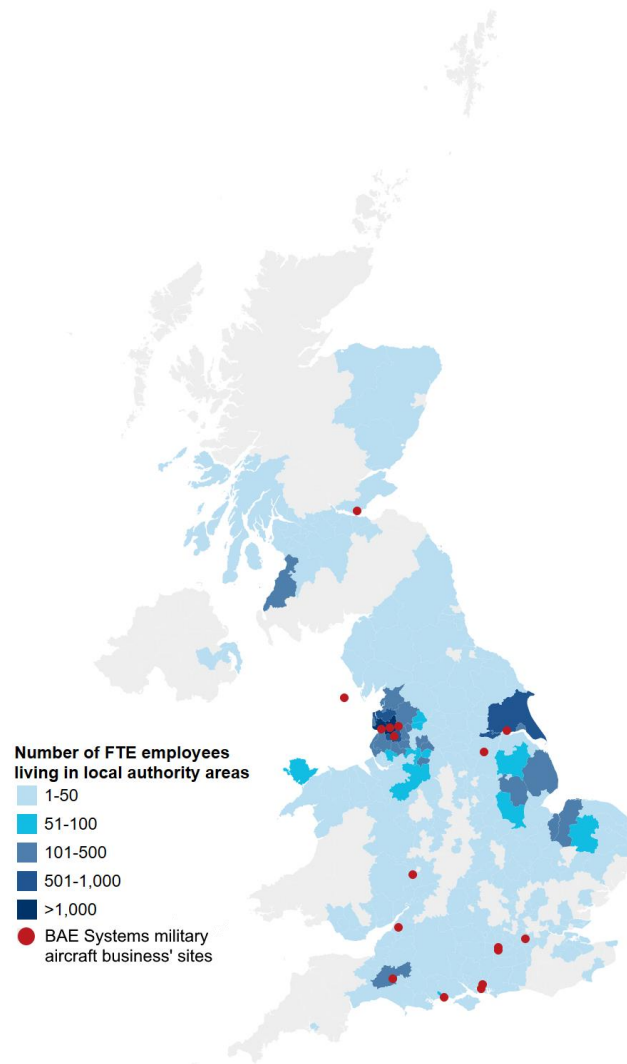 Number of FTE employees
living in local authority areas
1-50
51-100
101-500
501-1,000
>1,000
BAE Systems military
aircraft business' sites